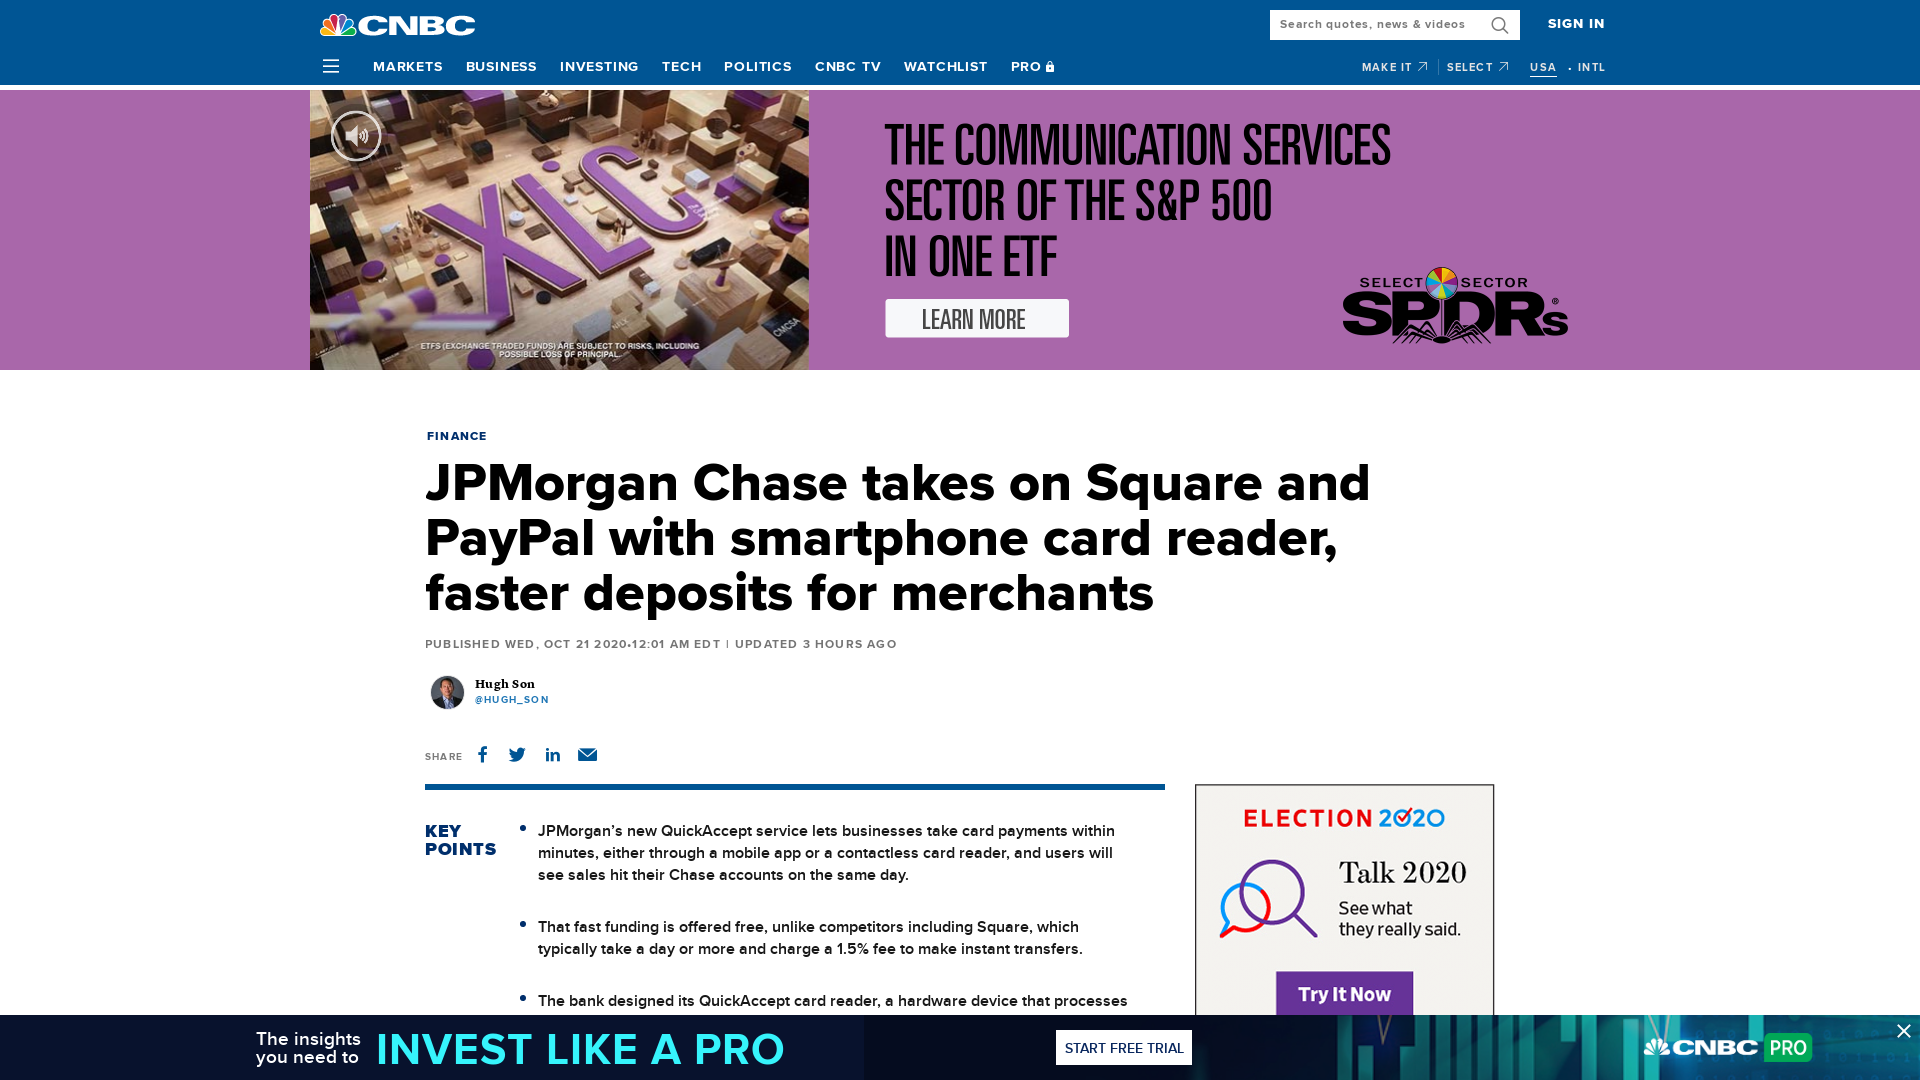 CNBC
Search quotes, news & videos
SIGN IN
MARKETS
BUSINESS
INVESTING
TECH
POLITICS
CNBC TV
WATCHLIST
PRO
MAKE IT
SELECT
USA
• INTL
XLC
CMCSA
ETFS (EXCHANGE TRADED FUNDS) ARE SUBJECT TO RISKS, INCLUDING
POSSIBLE LOSS OF PRINCIPAL.
THE COMMUNICATION SERVICES
SECTOR OF THE S&P 500
IN ONE ETF
LEARN MORE
SELECT SECTOR
SPDRs®
FINANCE
JPMorgan Chase takes on Square and
PayPal with smartphone card reader,
faster deposits for merchants
PUBLISHED WED, OCT 21 2020•12:01 AM EDT | UPDATED 3 HOURS AGO
Hugh Son
@HUGH_SON
SHARE
KEY
POINTS
JPMorgan’s new QuickAccept service lets businesses take card payments within
minutes, either through a mobile app or a contactless card reader, and users will
see sales hit their Chase accounts on the same day.
That fast funding is offered free, unlike competitors including Square, which
typically take a day or more and charge a 1.5% fee to make instant transfers.
The bank designed its QuickAccept card reader, a hardware device that processes
ELECTION 2020
Talk 2020
See what
they really said.
Try It Now
The insights
you need to
INVEST LIKE A PRO
START FREE TRIAL
CNBC PRO